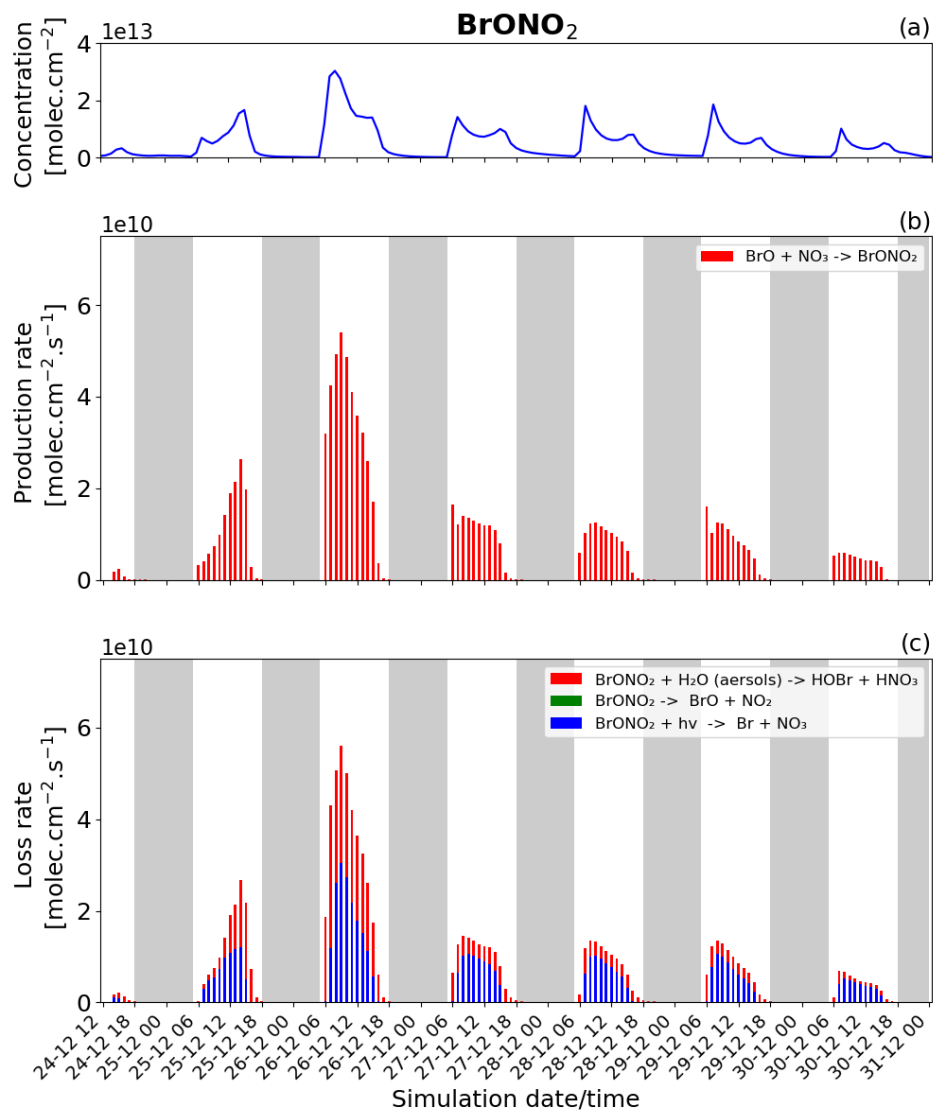 BrONO₂
(a)
1e13
4
2
0
Concentration
[molec.cm⁻²]
(b)
1e10
BrO + NO₃ -> BrONO₂
6
4
2
0
Production rate
[molec.cm⁻².s⁻¹]
(c)
1e10
BrONO₂ + H₂O (aersols) -> HOBr + HNO₃
BrONO₂ -> BrO + NO₂
BrONO₂ + hv -> Br + NO₃
6
4
2
0
Loss rate
[molec.cm⁻².s⁻¹]
24-12 12
24-12 18
25-12 00
25-12 06
25-12 12
25-12 18
26-12 00
26-12 06
26-12 12
26-12 18
27-12 00
27-12 06
27-12 12
27-12 18
28-12 00
28-12 06
28-12 12
28-12 18
29-12 00
29-12 06
29-12 12
29-12 18
30-12 00
30-12 06
30-12 12
30-12 18
31-12 00
Simulation date/time